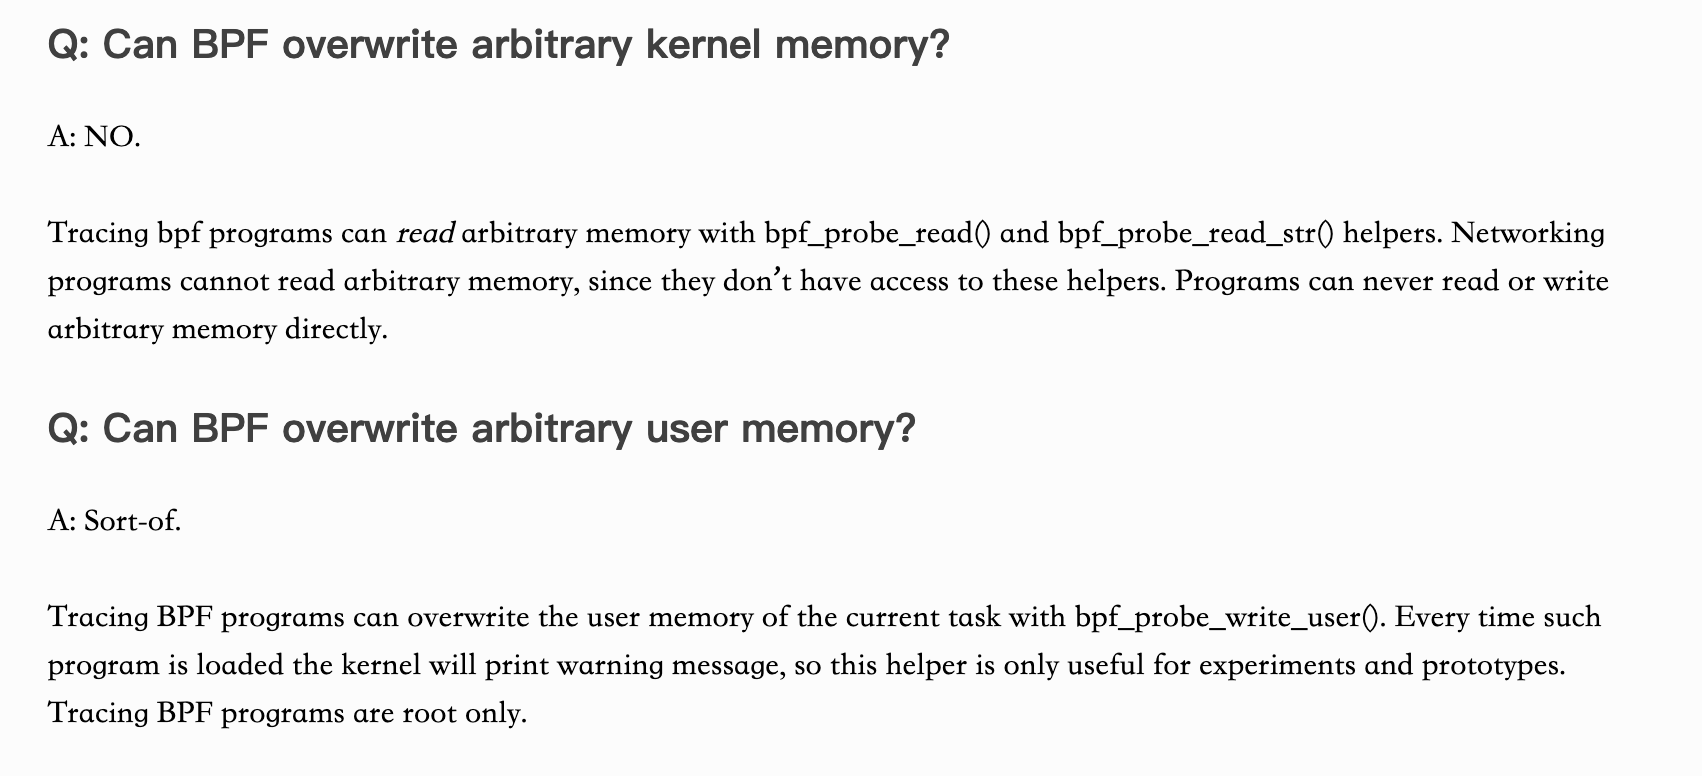 Q: Can BPF overwrite arbitrary kernel memory?
A: NO.
Tracing bpf programs can read arbitrary memory with bpf_probe_read() and bpf_probe_read_str() helpers. Networking
programs cannot read arbitrary memory, since they don’t have access to these helpers. Programs can never read or write
arbitrary memory directly.
Q: Can BPF overwrite arbitrary user memory?
A: Sort-of.
Tracing BPF programs can overwrite the user memory of the current task with bpf_probe_write_user(). Every time such
program is loaded the kernel will print warning message, so this helper is only useful for experiments and prototypes.
Tracing BPF programs are root only.